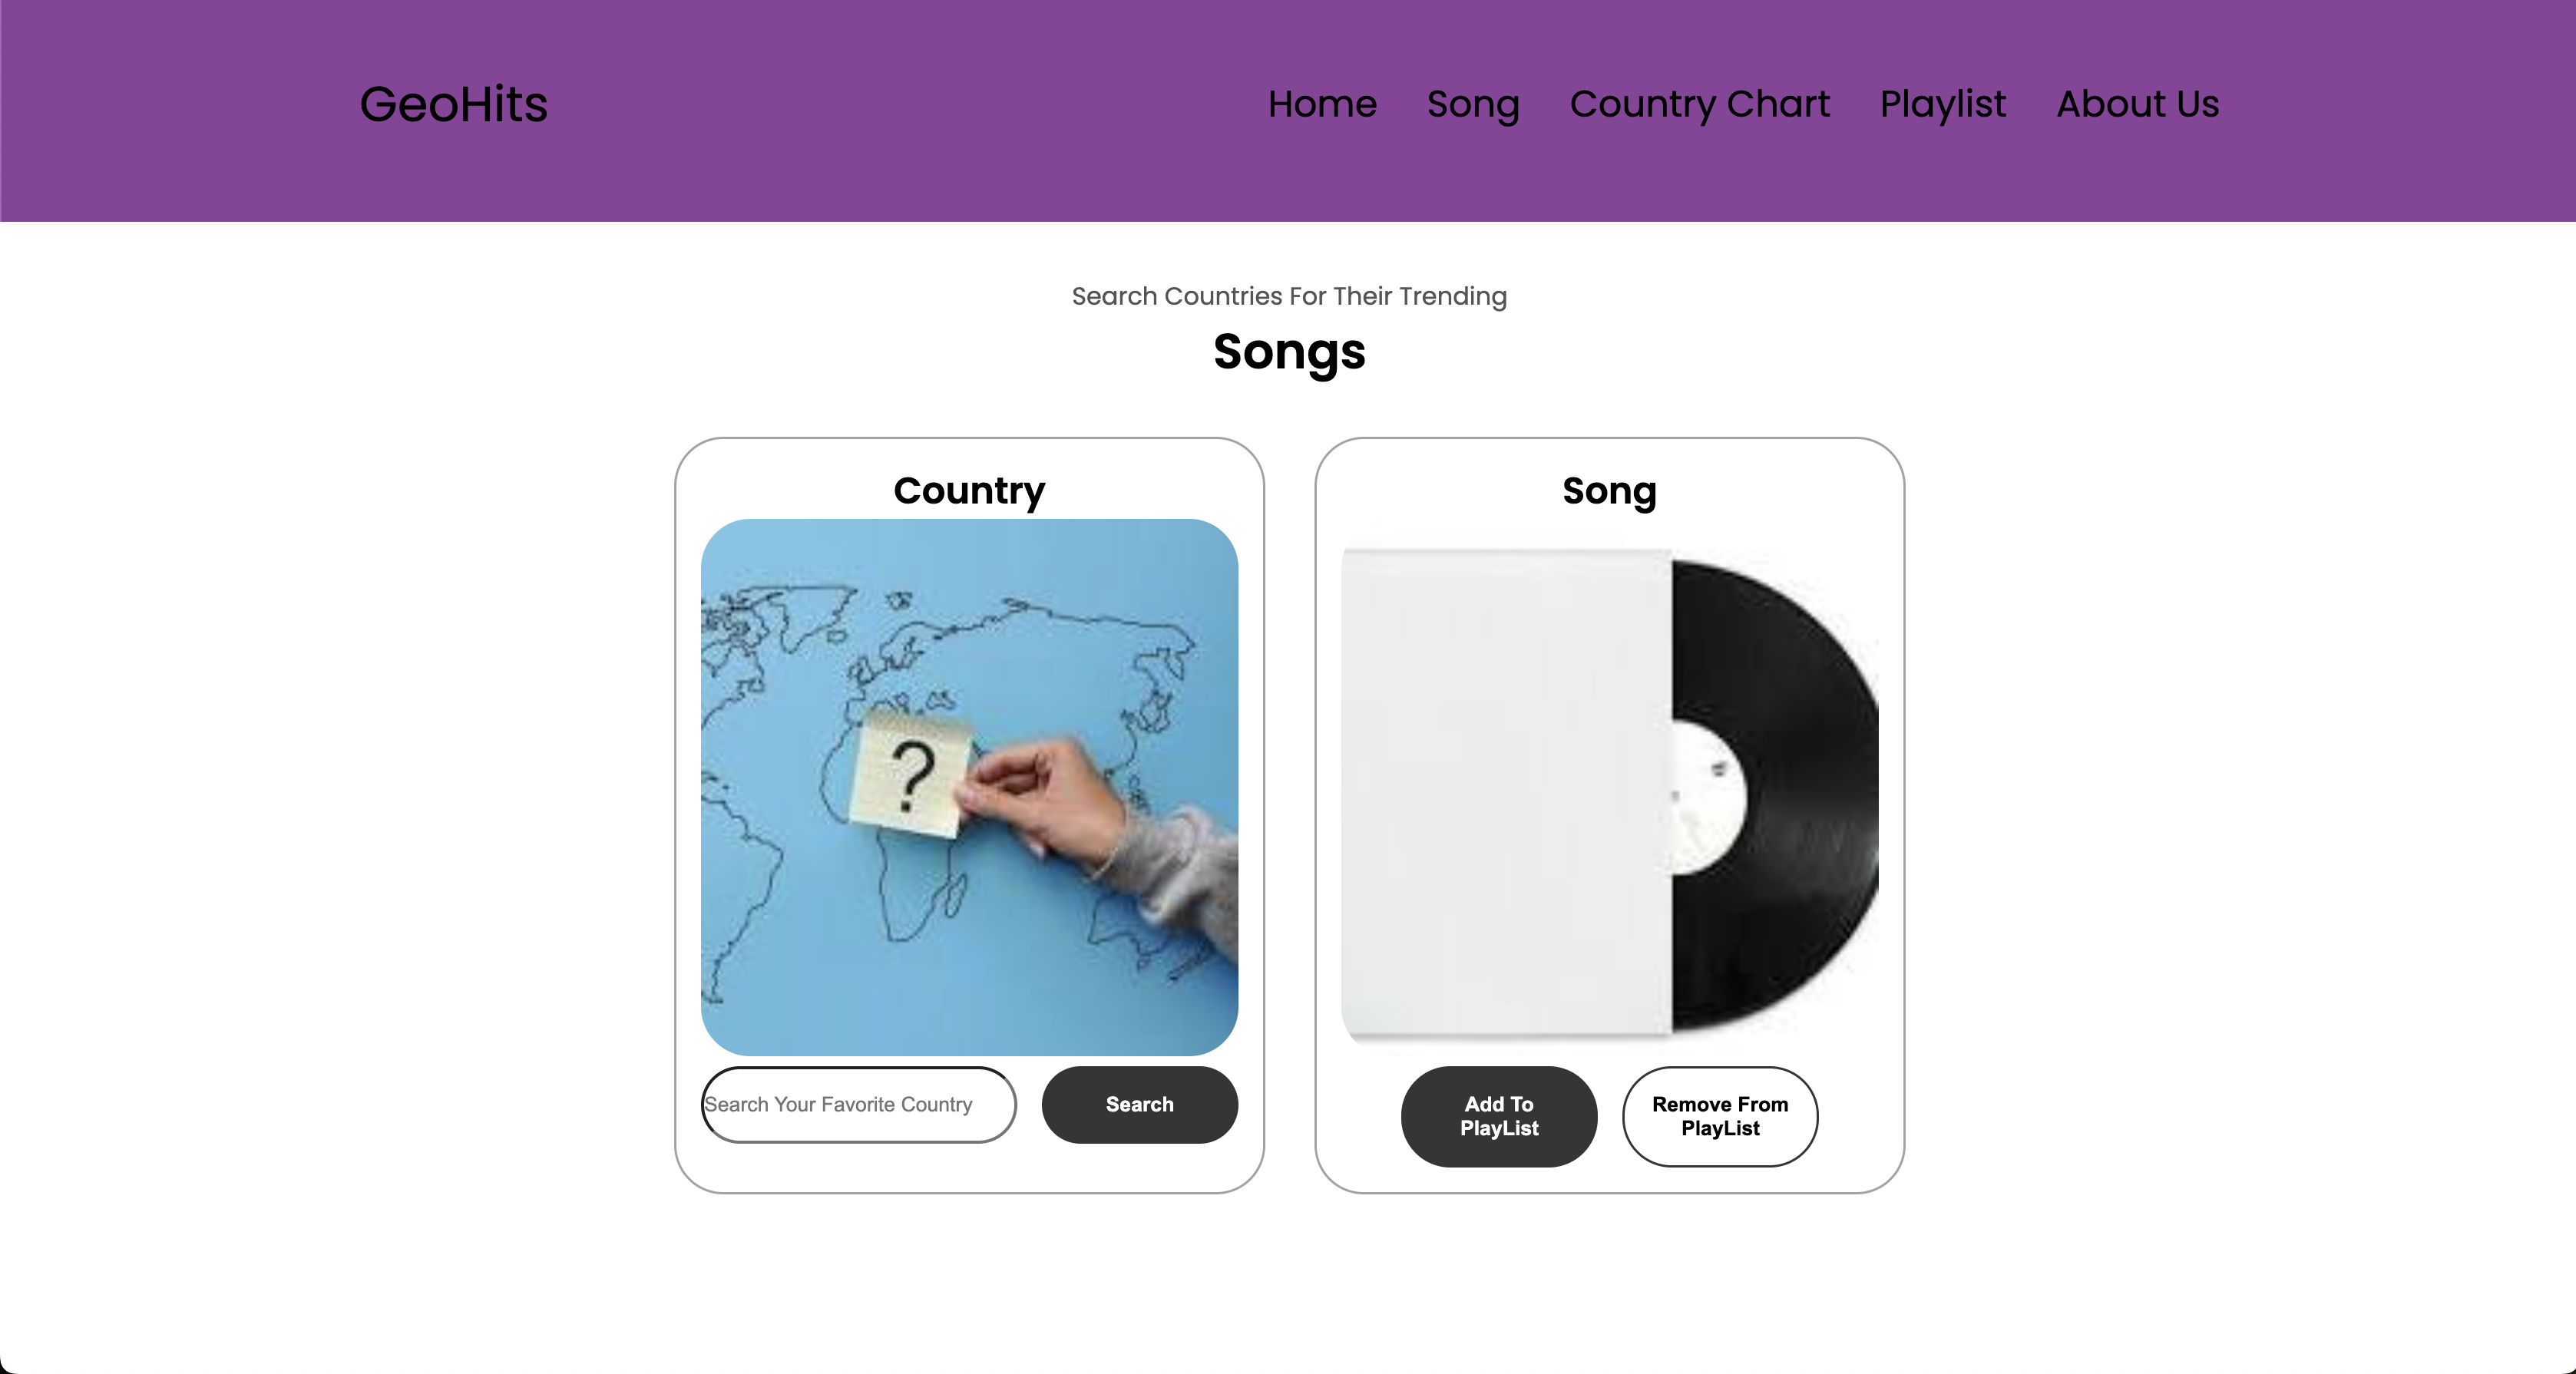 GeoHits
Home Song Country Chart Playlist About Us
Search Countries For Their Trending
Songs
Country
?
Search Your Favorite Country
Search
Song
Add To
PlayList
Remove From
PlayList